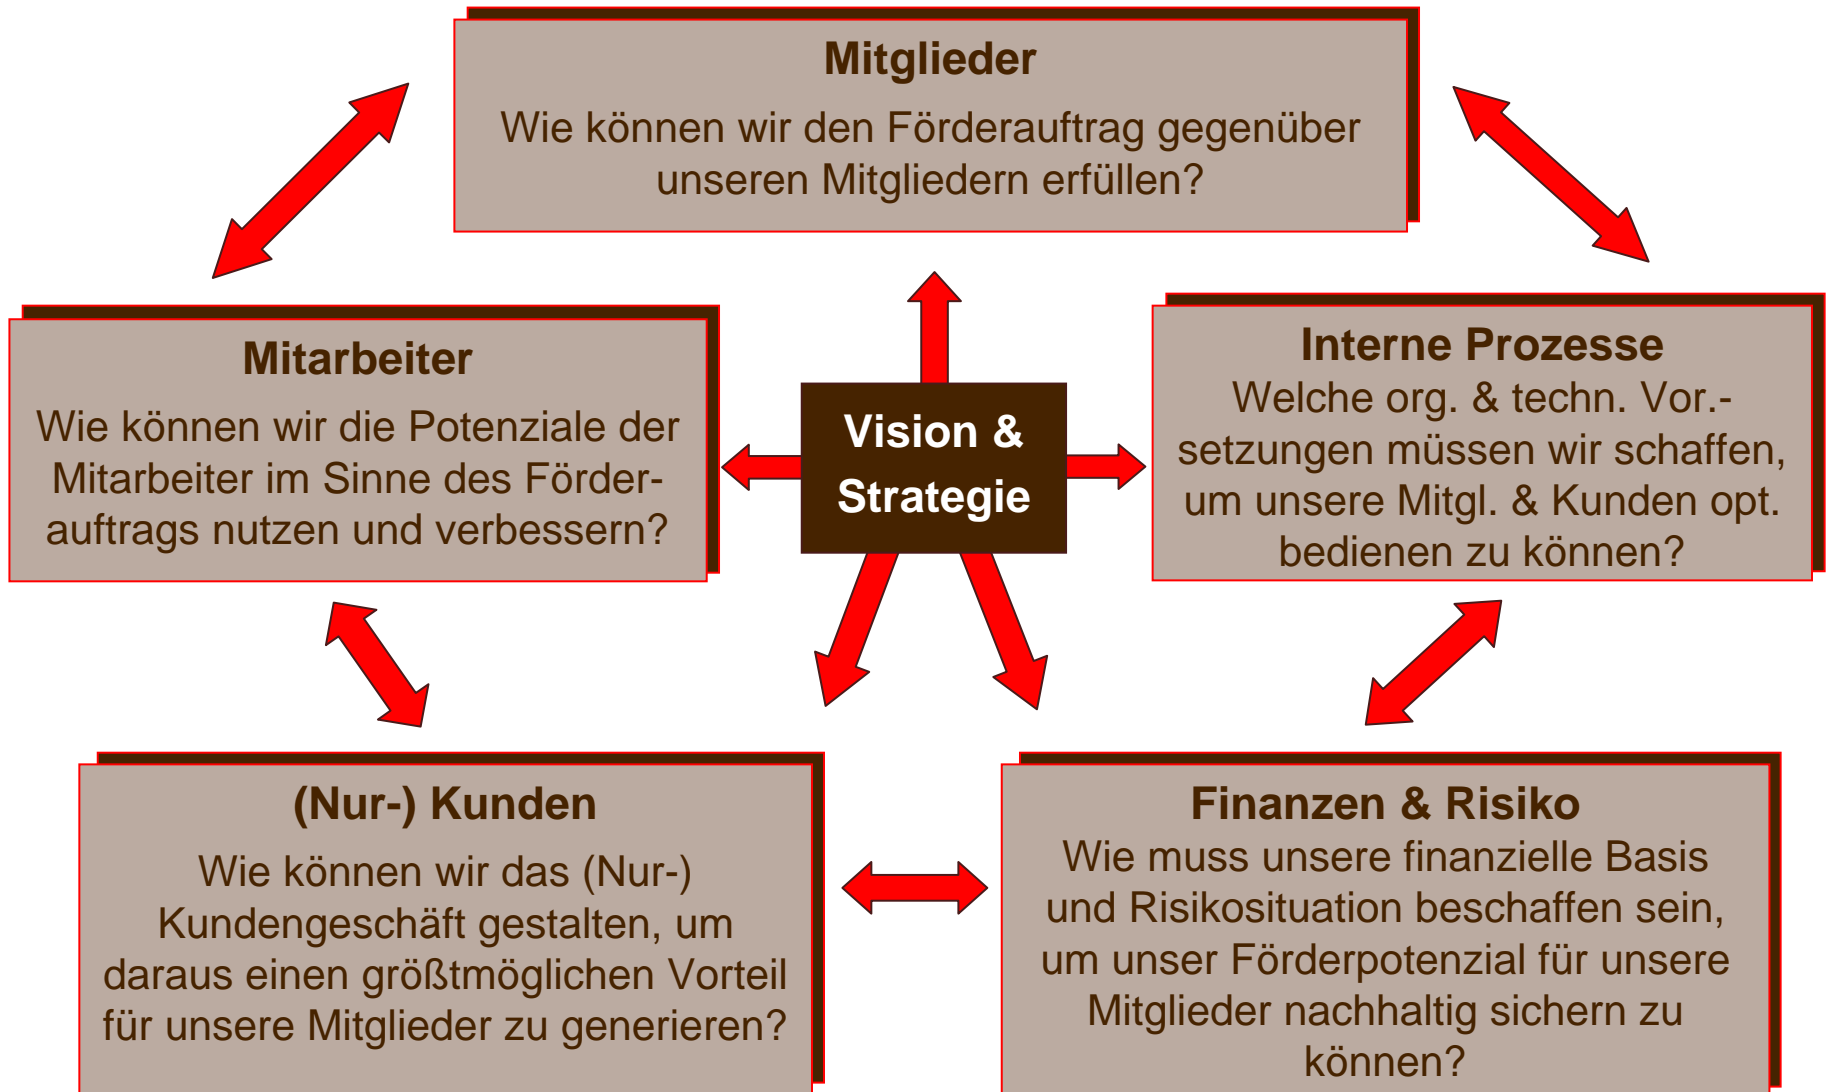 Mitglieder
Wie können wir den Förderauftrag gegenüber
unseren Mitgliedern erfüllen?
Mitarbeiter
Wie können wir die Potenziale der
Mitarbeiter im Sinne des Förder-
auftrags nutzen und verbessern?
Vision &
Strategie
Interne Prozesse
Welche org. & techn. Vor.-
setzungen müssen wir schaffen,
um unsere Mitgl. & Kunden opt.
bedienen zu können?
(Nur-) Kunden
Wie können wir das (Nur-)
Kundengeschäft gestalten, um
daraus einen größtmöglichen Vorteil
für unsere Mitglieder zu generieren?
Finanzen & Risiko
Wie muss unsere finanzielle Basis
und Risikosituation beschaffen sein,
um unser Förderpotenzial für unsere
Mitglieder nachhaltig sichern zu
können?